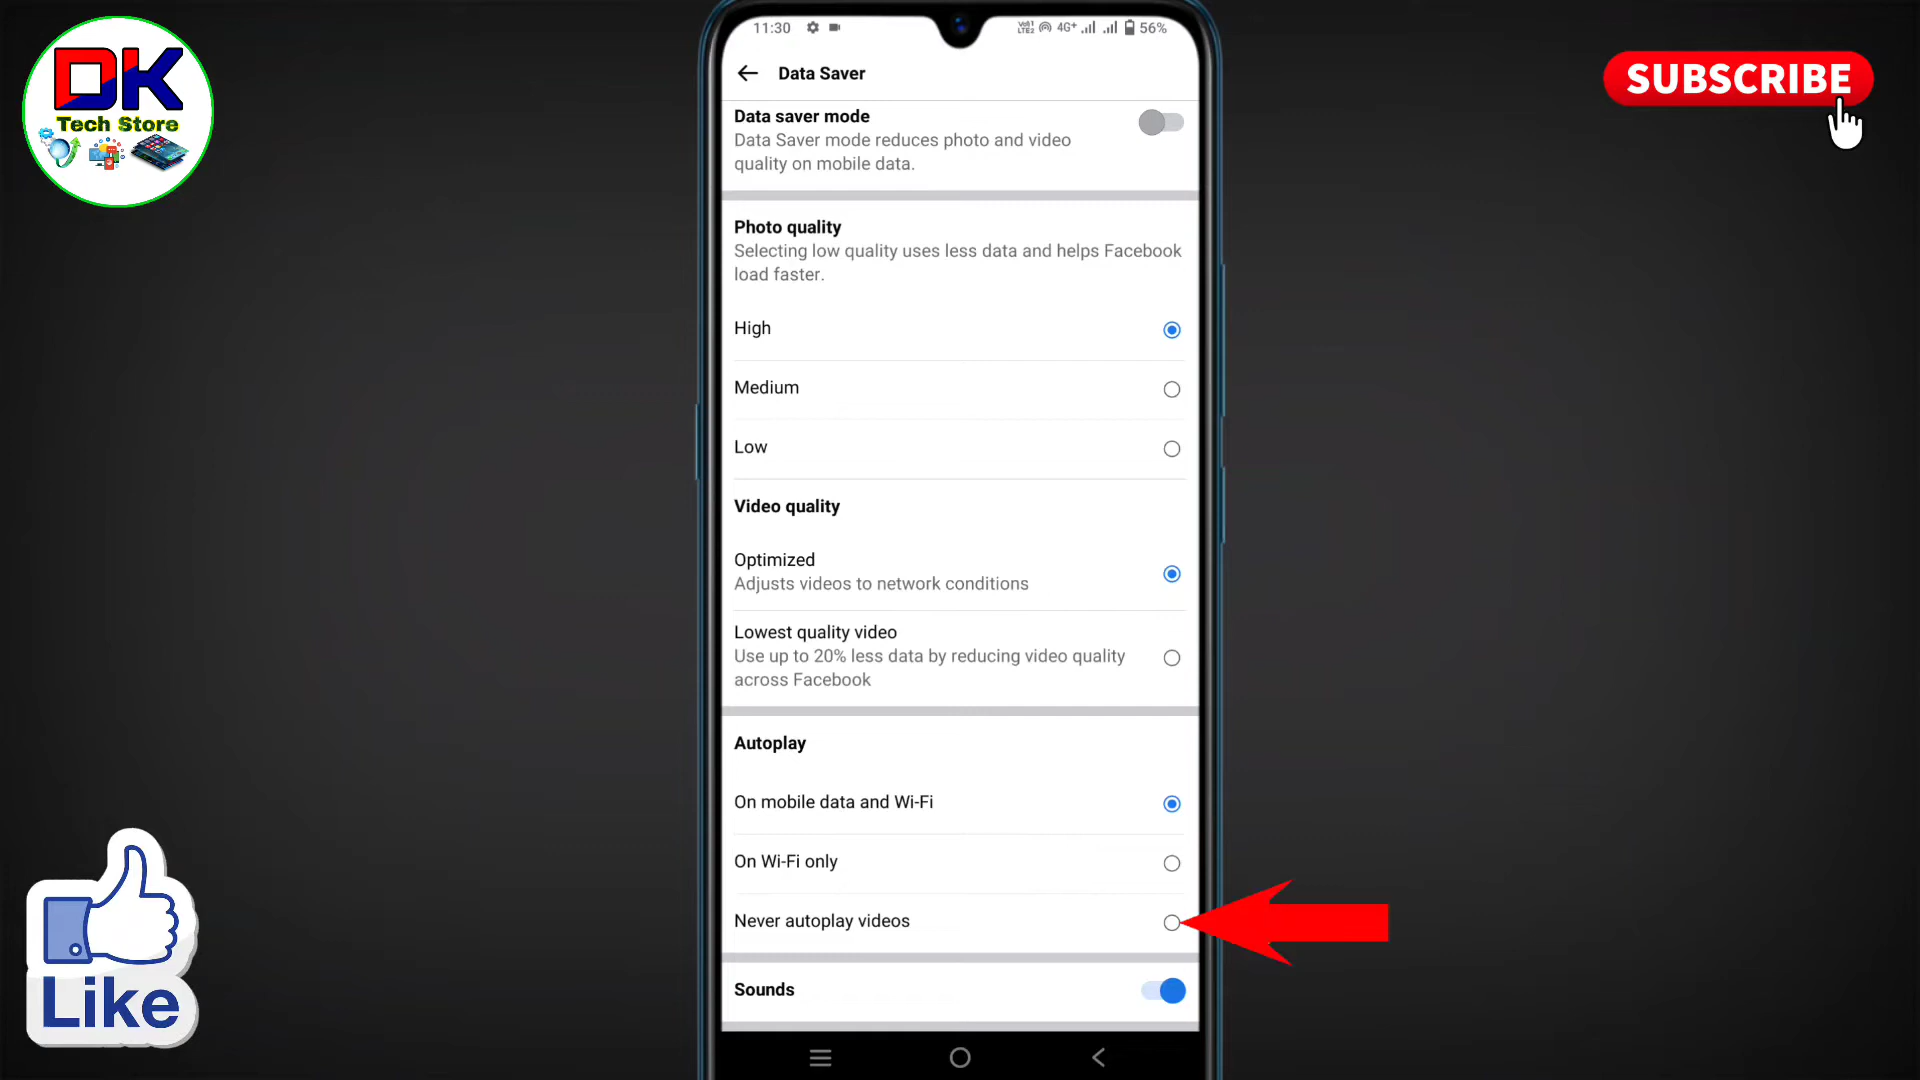 DK
Tech Store
SUBSCRIBE
11:30
4G+
56%
Data Saver
Data saver mode
Data Saver mode reduces photo and video
quality on mobile data.
Photo quality
Selecting low quality uses less data and helps Facebook
load faster.
High
Medium
Low
Video quality
Optimized
Adjusts videos to network conditions
Lowest quality video
Use up to 20% less data by reducing video quality
across Facebook
Autoplay
On mobile data and Wi-Fi
On Wi-Fi only
Never autoplay videos
Sounds
Like